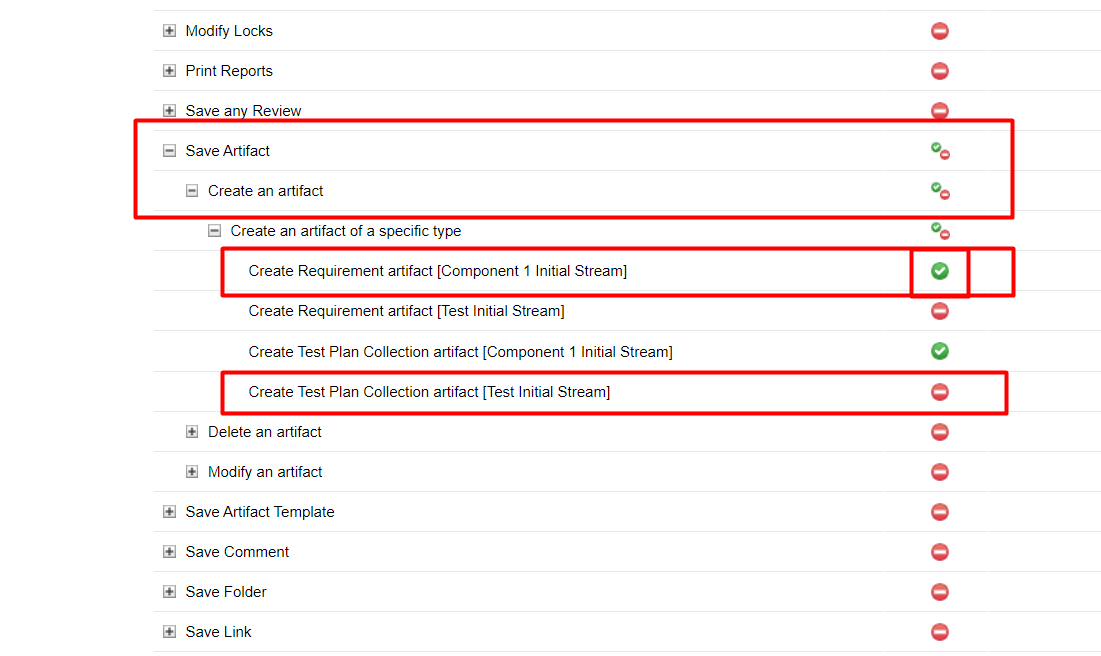 Modify Locks
Print Reports
Save any Review
Save Artifact
Create an artifact
Create an artifact of a specific type
Create Requirement artifact [Component 1 Initial Stream]
Create Requirement artifact [Test Initial Stream]
Create Test Plan Collection artifact [Component 1 Initial Stream]
Create Test Plan Collection artifact [Test Initial Stream]
Delete an artifact
Modify an artifact
Save Artifact Template
Save Comment
Save Folder
Save Link